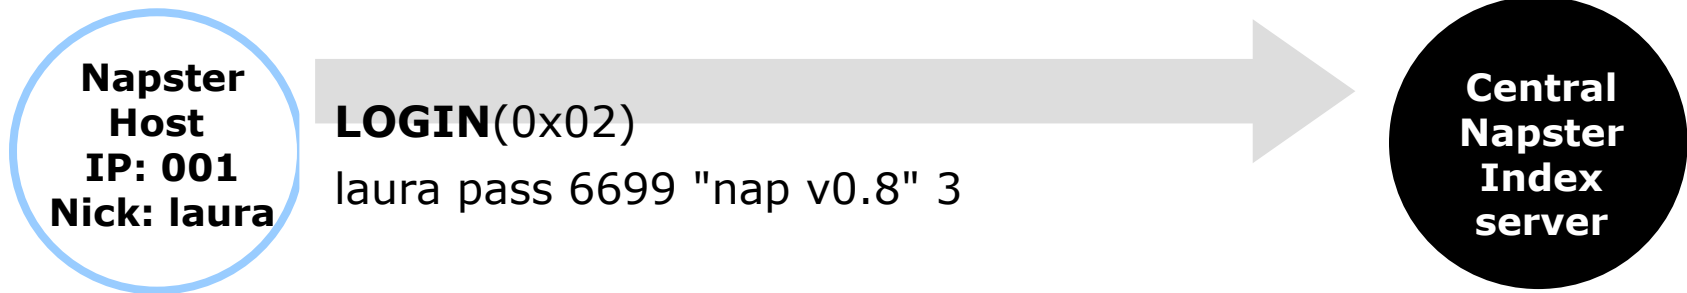 Napster
Host
IP: 001
Nick: laura
LOGIN(0x02)
laura pass 6699 "nap v0.8" 3
Central
Napster
Index
server